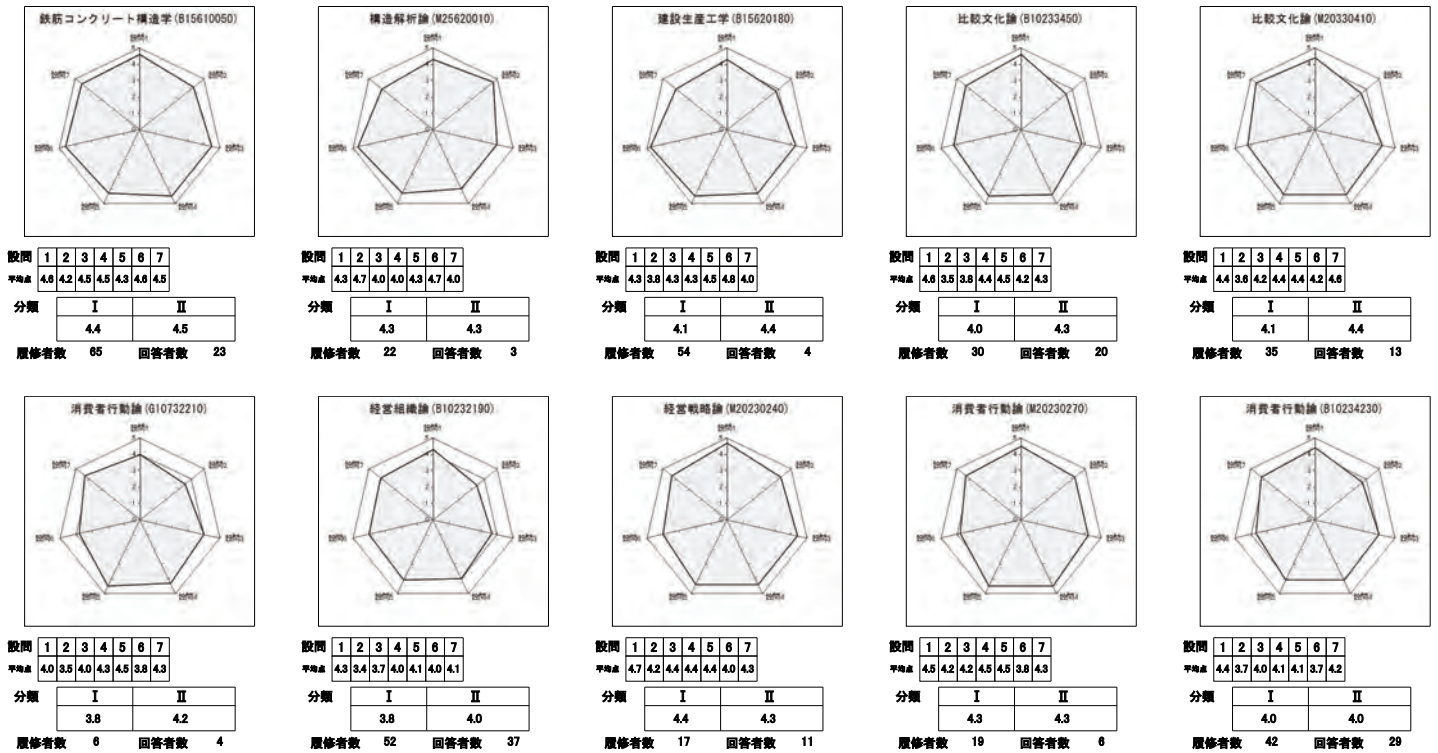 鉄筋コンクリート構造学(B15610050)
設問 1 2 3 4 5 6 7
平均点 4.6 4.2 4.5 4.5 4.3 4.6 4.5
分類 I II
4.4 4.5
履修者数 65 回答者数 23
構造解析論(M25620010)
設問 1 2 3 4 5 6 7
平均点 4.3 4.7 4.0 4.0 4.3 4.7 4.0
分類 I II
4.3 4.3
履修者数 22 回答者数 3
建設生産工学(B15620180)
設問 1 2 3 4 5 6 7
平均点 4.3 3.8 4.3 4.3 4.5 4.8 4.0
分類 I II
4.1 4.4
履修者数 54 回答者数 4
比較文化論(B10233450)
設問 1 2 3 4 5 6 7
平均点 4.6 3.5 3.8 4.4 4.5 4.2 4.3
分類 I II
4.0 4.3
履修者数 30 回答者数 20
比較文化論(M20330410)
設問 1 2 3 4 5 6 7
平均点 4.4 3.6 4.2 4.4 4.4 4.2 4.6
分類 I II
4.1 4.4
履修者数 35 回答者数 13
消費者行動論(G10732210)
設問 1 2 3 4 5 6 7
平均点 4.0 3.5 4.0 4.3 4.5 3.8 4.3
分類 I II
3.8 4.2
履修者数 6 回答者数 4
経営組織論(B10232190)
設問 1 2 3 4 5 6 7
平均点 4.3 3.4 3.7 4.0 4.1 4.0 4.1
分類 I II
3.8 4.0
履修者数 52 回答者数 37
経営戦略論(M20230240)
設問 1 2 3 4 5 6 7
平均点 4.7 4.2 4.4 4.4 4.4 4.0 4.3
分類 I II
4.4 4.3
履修者数 17 回答者数 11
消費者行動論(M20230270)
設問 1 2 3 4 5 6 7
平均点 4.5 4.2 4.2 4.5 4.5 3.8 4.3
分類 I II
4.3 4.3
履修者数 19 回答者数 6
消費者行動論(B10234230)
設問 1 2 3 4 5 6 7
平均点 4.4 3.7 4.0 4.1 4.1 3.7 4.2
分類 I II
4.0 4.0
履修者数 42 回答者数 29